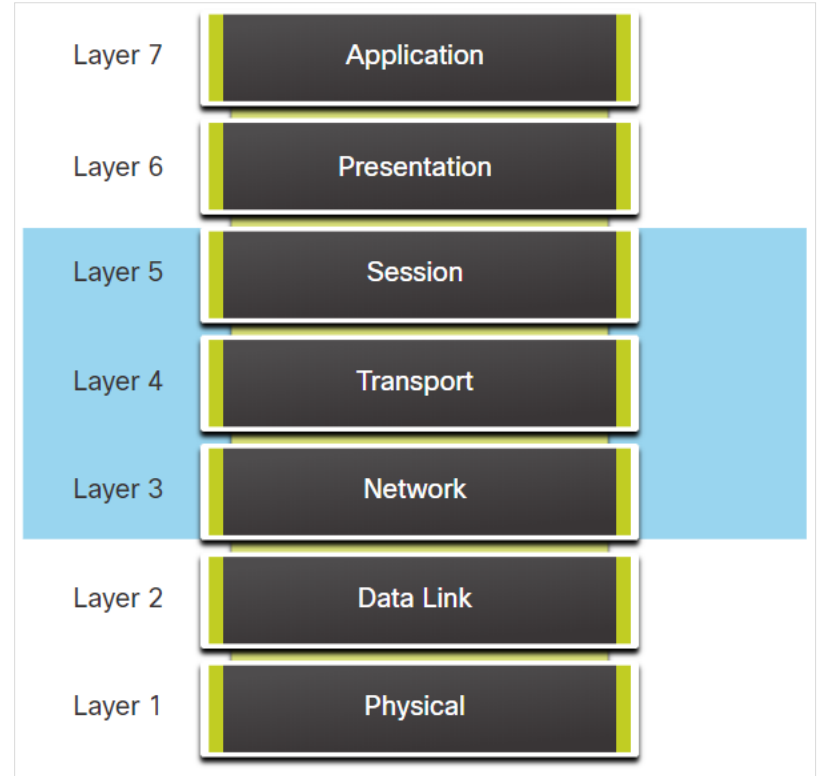 Layer 7 Application
Layer 6 Presentation
Layer 5 Session
Layer 4 Transport
Layer 3 Network
Layer 2 Data Link
Layer 1 Physical